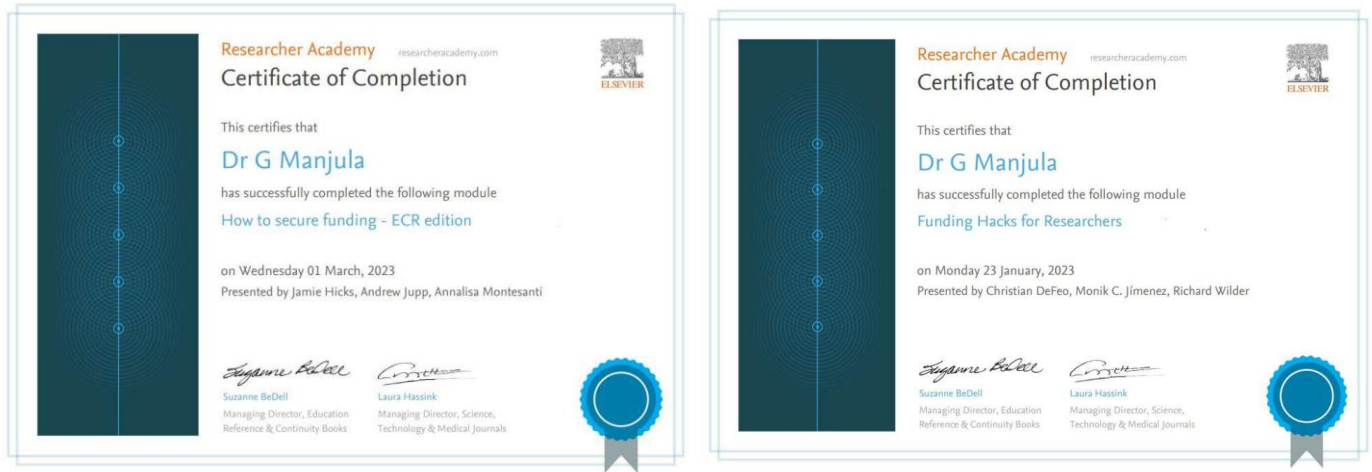 Researcher Academy researcheracademy.com
Certificate of Completion
ELSEVIER
This certifies that
Dr G Manjula
has successfully completed the following module
How to secure funding - ECR edition
on Wednesday 01 March, 2023
Presented by Jamie Hicks, Andrew Jupp, Annalisa Montesanti
Suzanne BeDell
Suzanne BeDell
Managing Director, Education
Reference & Continuity Books
Laura Hassink
Managing Director, Science,
Technology & Medical Journals
Researcher Academy researcheracademy.com
Certificate of Completion
ELSEVIER
This certifies that
Dr G Manjula
has successfully completed the following module
Funding Hacks for Researchers
on Monday 23 January, 2023
Presented by Christian DeFeo, Monik C. Jímenez, Richard Wilder
Suzanne BeDell
Suzanne BeDell
Managing Director, Education
Reference & Continuity Books
Laura Hassink
Managing Director, Science,
Technology & Medical Journals